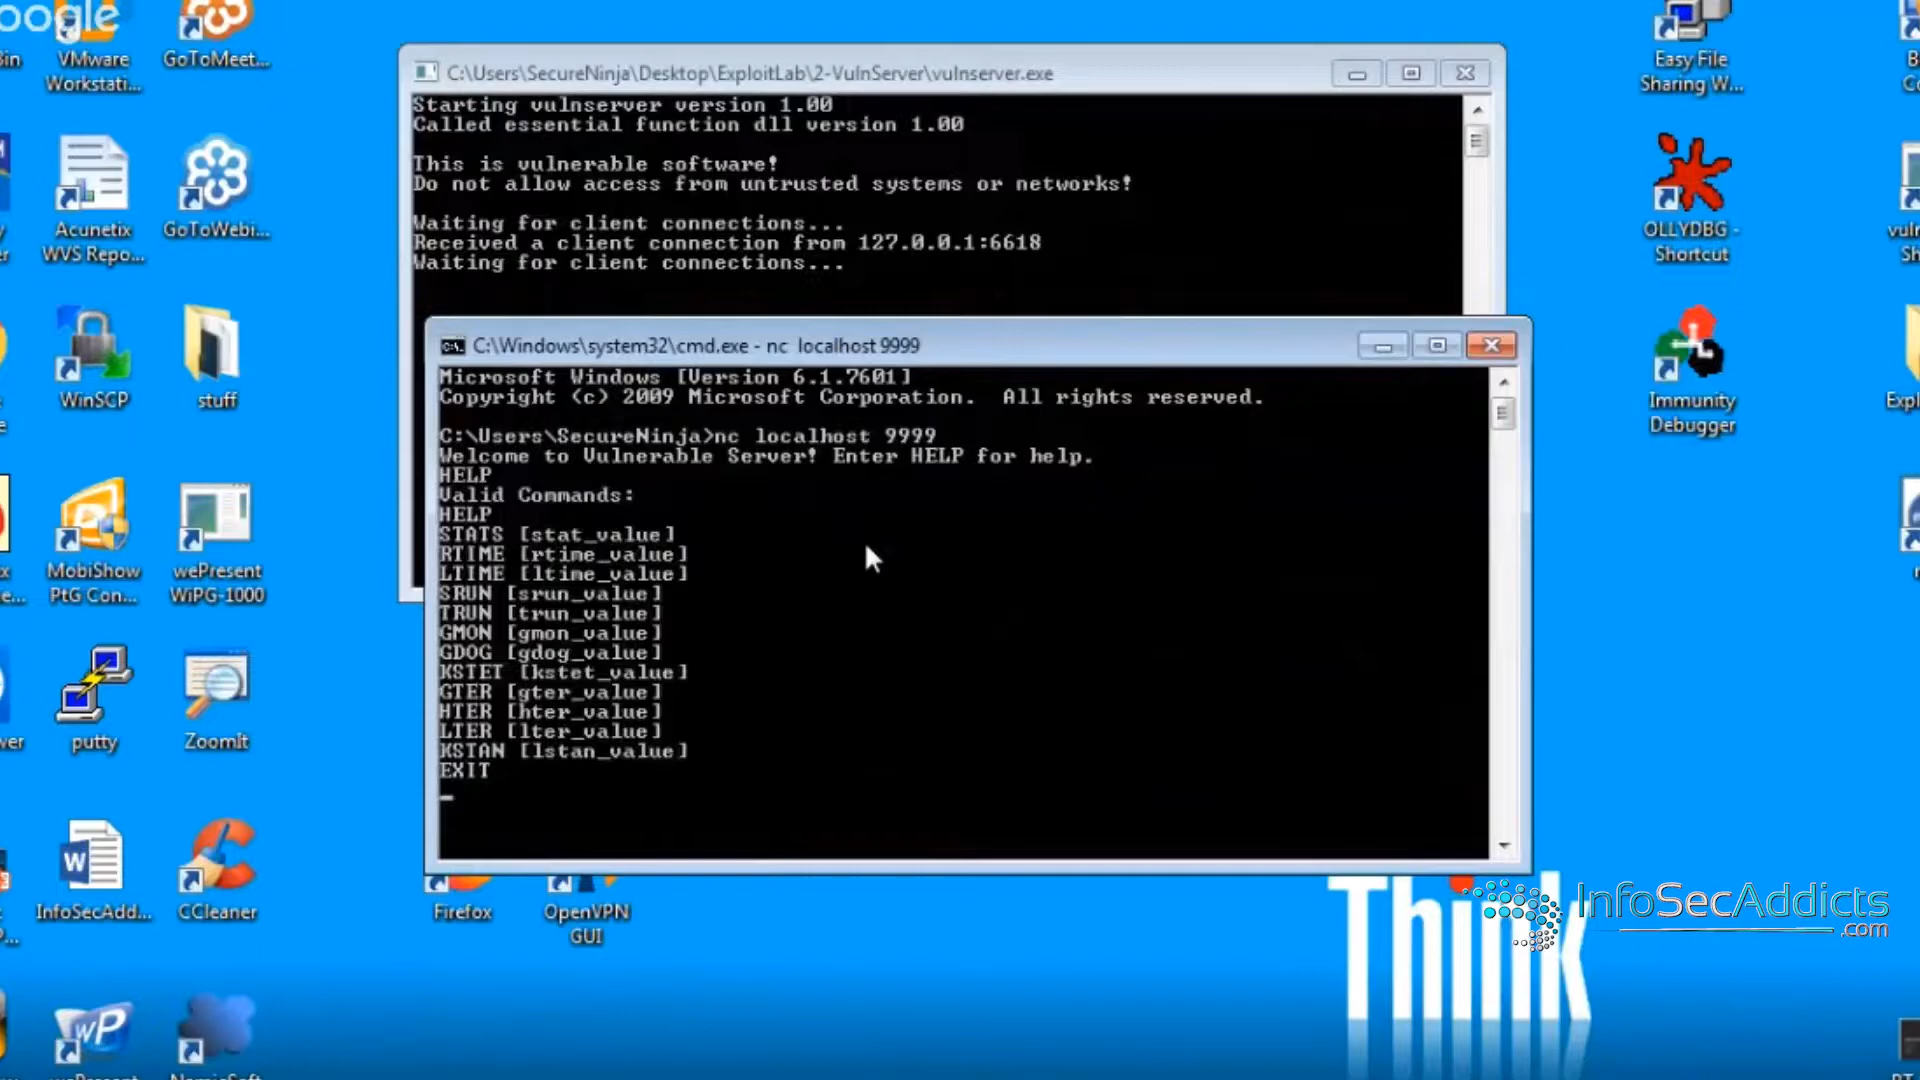 oogle
Bin
VMware
Workstati...
GoToMeet...
Easy File
Sharing W...
C:\Users\SecureNinja\Desktop\ExploitLab\2-VulnServer\vulnserver.exe
Starting vulnserver version 1.00
Called essential function dll version 1.00
This is vulnerable software!
Do not allow access from untrusted systems or networks!
Waiting for client connections...
Received a client connection from 127.0.0.1:6618
Waiting for client connections...
Acunetix
WVS Repo...
GoToWebi...
OLLYDBG -
Shortcut
vuln
Sh
C:\Windows\system32\cmd.exe - nc  localhost 9999
Microsoft Windows [Version 6.1.7601]
Copyright (c) 2009 Microsoft Corporation.  All rights reserved.
C:\Users\SecureNinja>nc localhost 9999
Welcome to Vulnerable Server! Enter HELP for help.
HELP
Valid Commands:
HELP
STATS [stat_value]
RTIME [rtime_value]
LTIME [ltime_value]
SRUN [srun_value]
TRUN [trun_value]
GMON [gmon_value]
GDOG [gdog_value]
KSTET [kstet_value]
GTER [gter_value]
HTER [hter_value]
LTER [lter_value]
KSTAN [lstan_value]
EXIT
WinSCP
stuff
Immunity
Debugger
Expl
MobiShow
PtG Con...
wePresent
WiPG-1000
putty
ZoomIt
InfoSecAdd...
CCleaner
Firefox
OpenVPN
GUI
Think
InfoSecAddicts
.com
wP